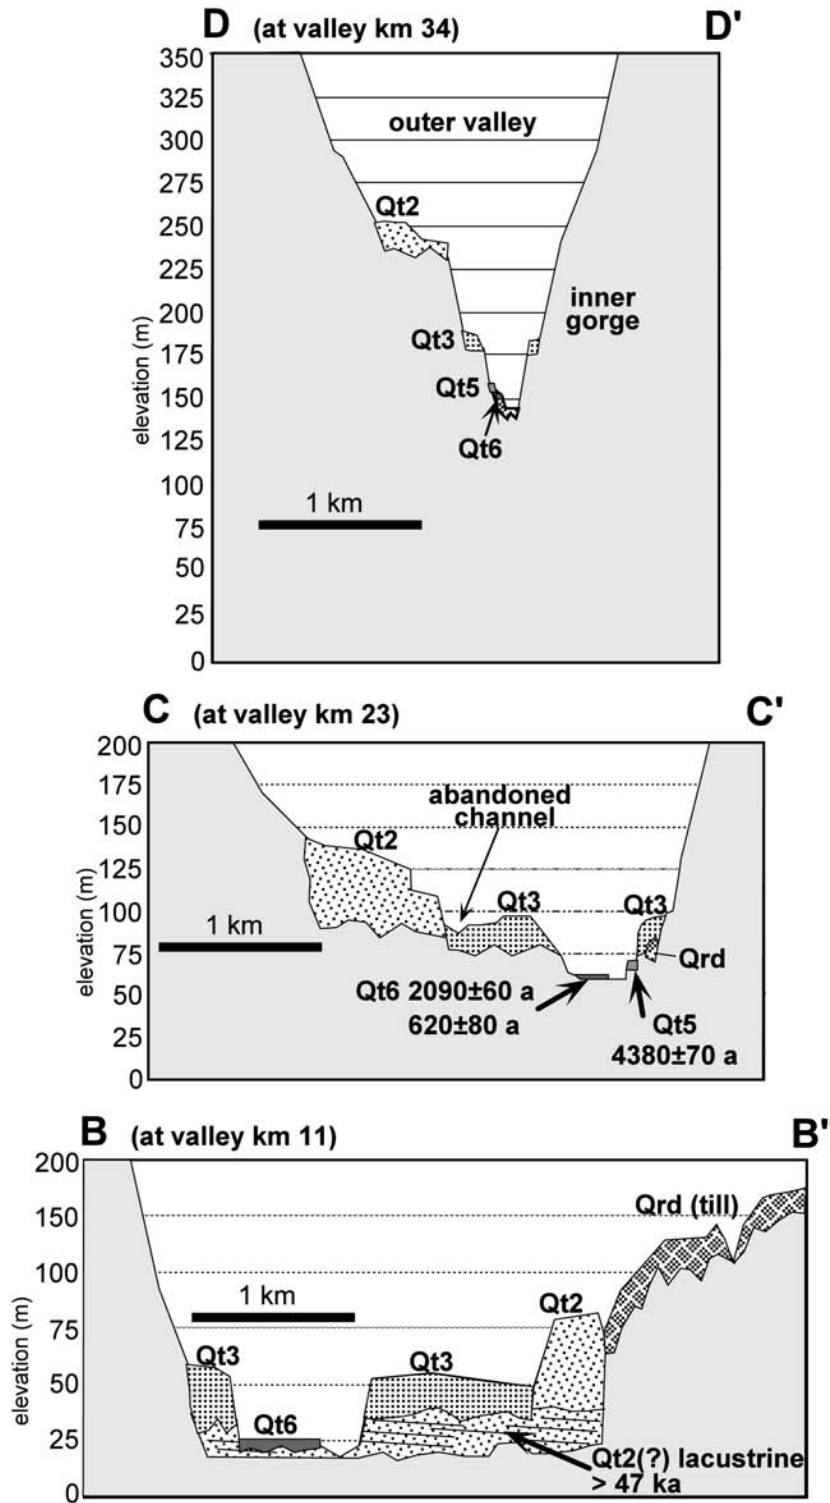 D (at valley km 34) D'
350
325
300
275
250
225
200
175
150
125
100
75
50
25
0
elevation (m)
outer valley
Qt2
inner
gorge
Qt3
Qt5
Qt6
1 km
C (at valley km 23) C'
200
175
150
125
100
75
50
25
0
elevation (m)
abandoned
channel
Qt2
Qt3
Qt3
1 km
Qrd
Qt6 2090±60 a
620±80 a
Qt5
4380±70 a
B (at valley km 11) B'
200
150
100
75
50
25
0
elevation (m)
Qrd (till)
1 km
Qt2
Qt3
Qt3
Qt6
Qt2(?) lacustrine
> 47 ka